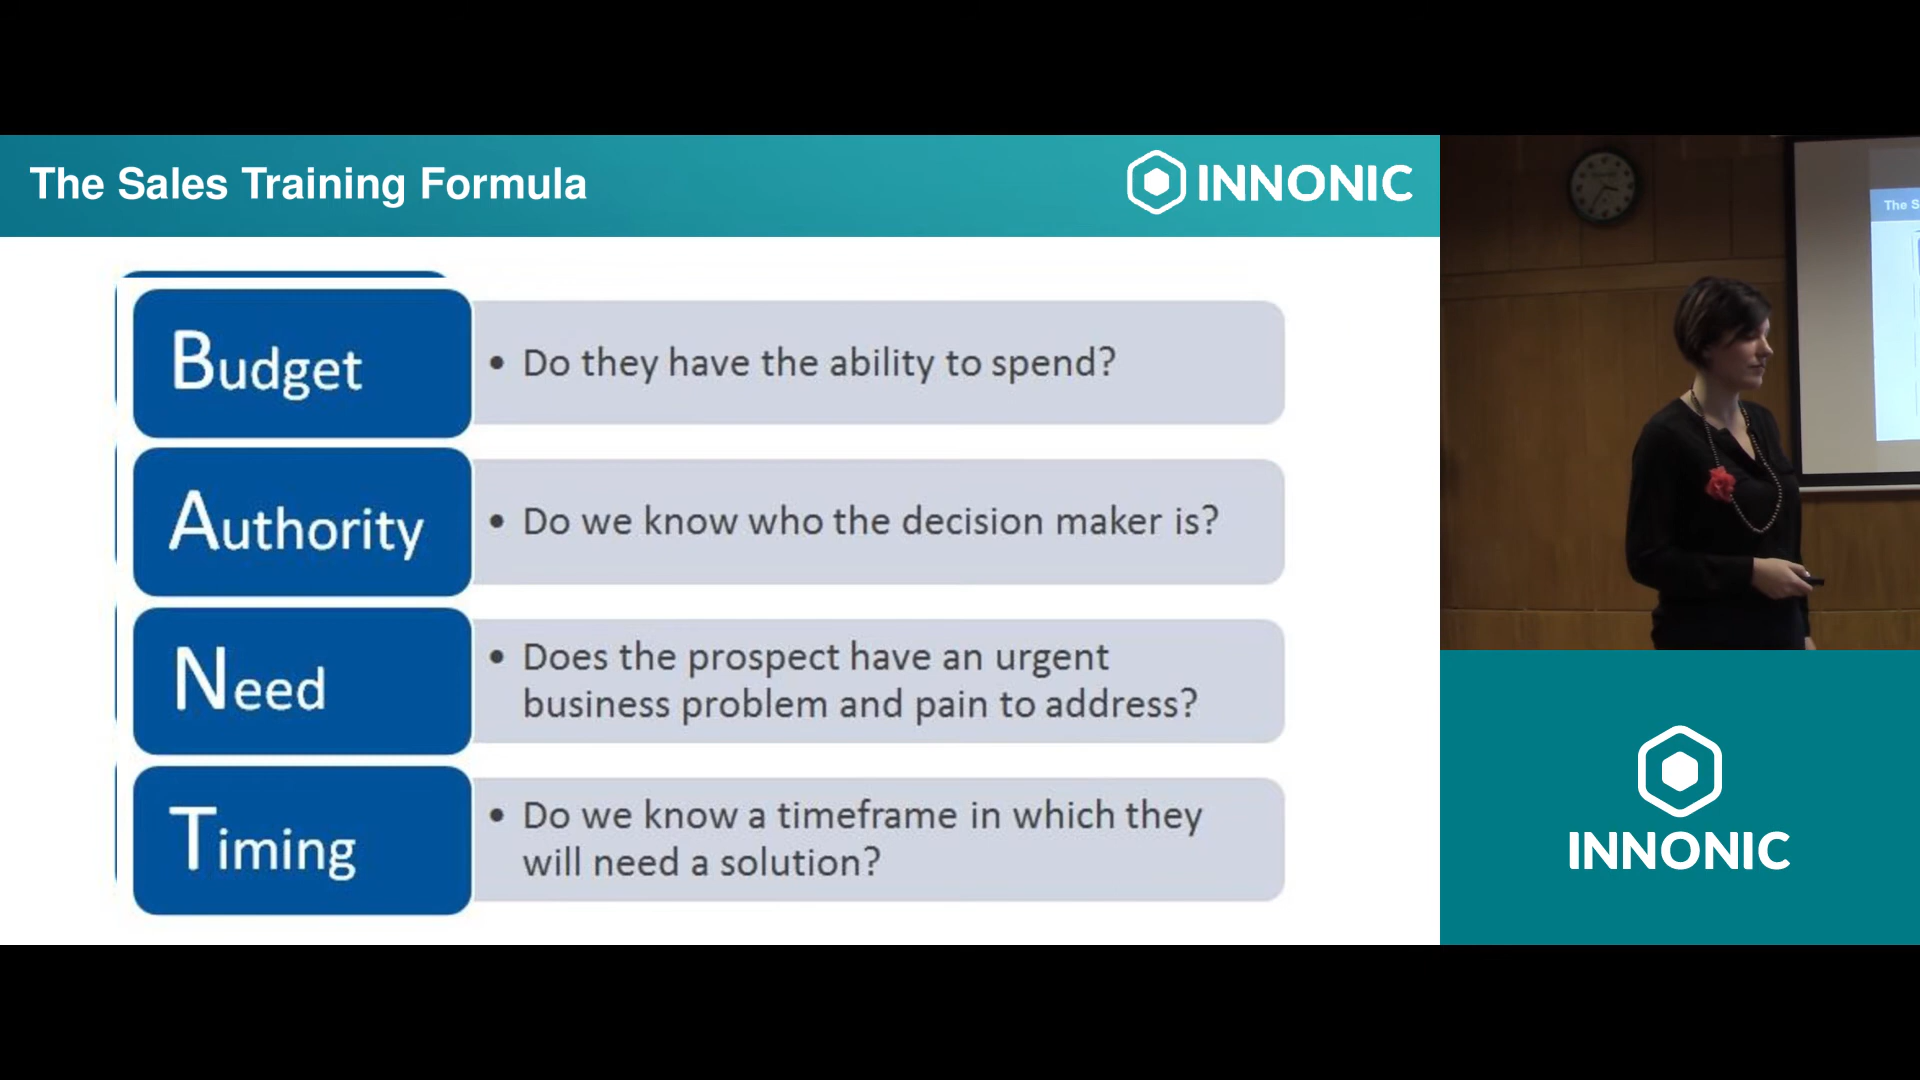 The Sales Training Formula
INNONIC
Budget
• Do they have the ability to spend?
Authority
• Do we know who the decision maker is?
Need
• Does the prospect have an urgent
business problem and pain to address?
Timing
• Do we know a timeframe in which they
will need a solution?
The S
INNONIC